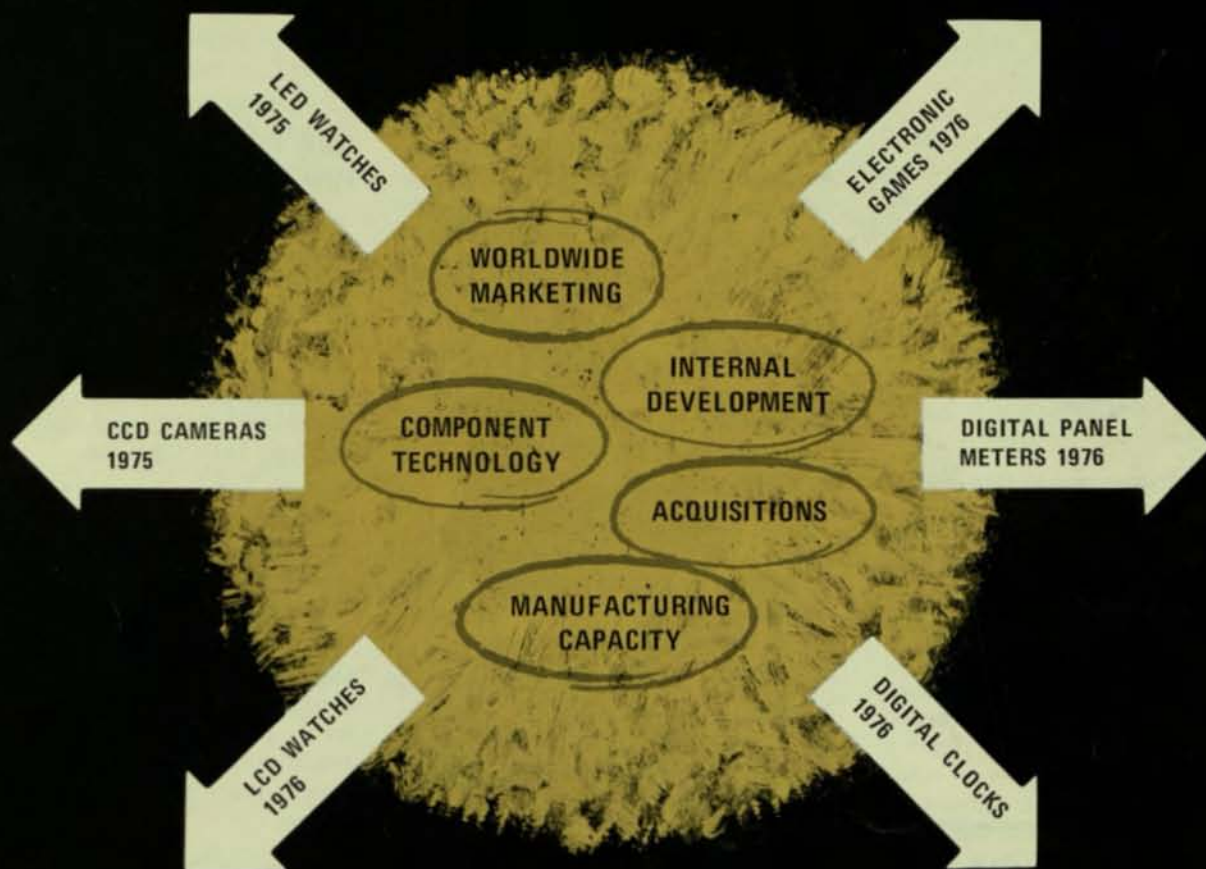 LED WATCHES
1975
ELECTRONIC
GAMES 1976
WORLDWIDE
MARKETING
INTERNAL
DEVELOPMENT
CCD CAMERAS
1975
COMPONENT
TECHNOLOGY
DIGITAL PANEL
METERS 1976
ACQUISITIONS
MANUFACTURING
CAPACITY
LCD WATCHES
1976
DIGITAL CLOCKS
1976